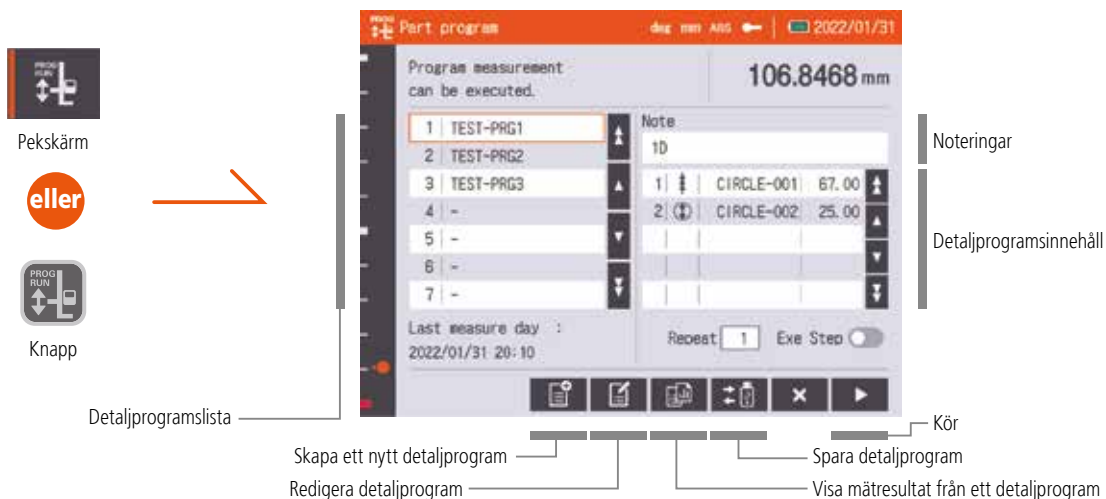 PROG Part program deg mm ABS 2022/01/31
PROG
RUN
Pekskärm
eller
PROG
RUN
Knapp
Program measurement
can be executed.
106.8468 mm
1 TEST-PRG1
2 TEST-PRG2
3 TEST-PRG3
4 -
5 -
6 -
7 -
Last measure day :
2022/01/31 20:10
Note
1D
1 CIRCLE-001 67.00
2 CIRCLE-002 25.00
Repeat 1 Exe Step
Noteringar
Detaljprogramsinnehåll
Detaljprogramslista
Kör
Skapa ett nytt detaljprogram
Spara detaljprogram
Redigera detaljprogram
Visa mätresultat från ett detaljprogram